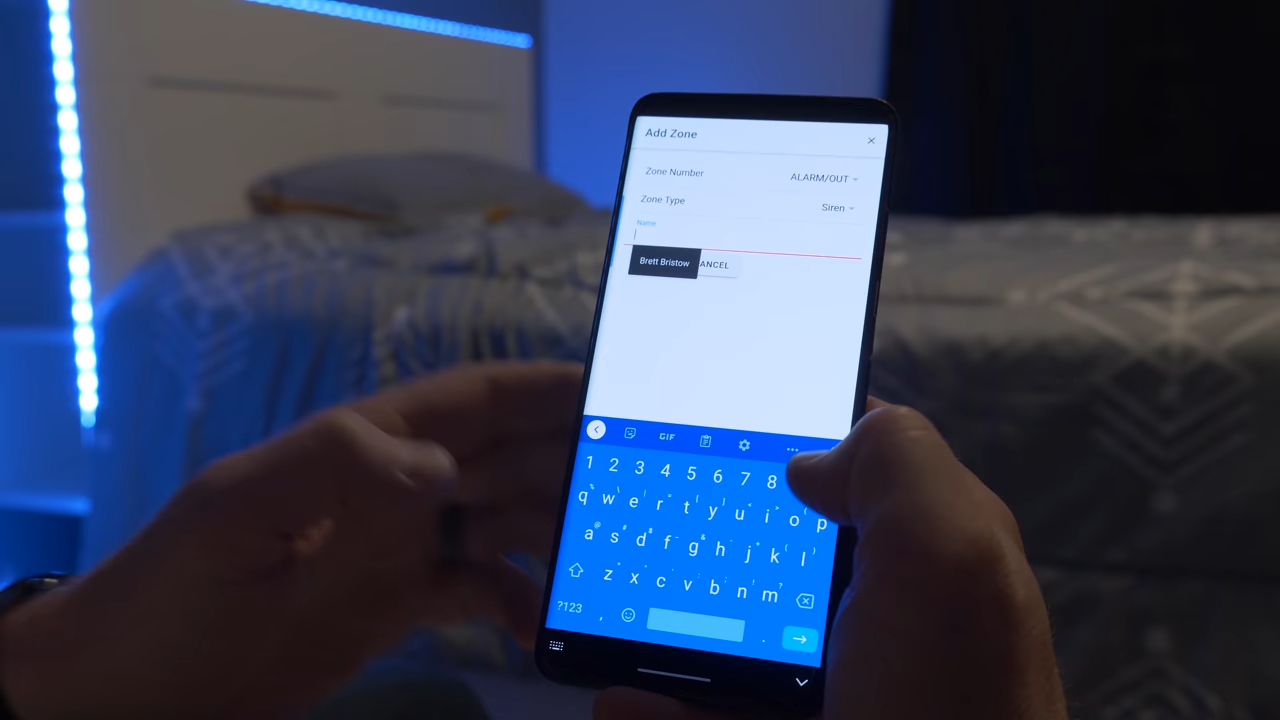 Add Zone
Zone Number ALARM/OUT
Zone Type Siren
Name
Brett Bristow ANCEL
GIF
1 2 3 4 5 6 7 8
q w e r t y u i o p
a s d f g h j k l
z x c v b n m
?123 , .